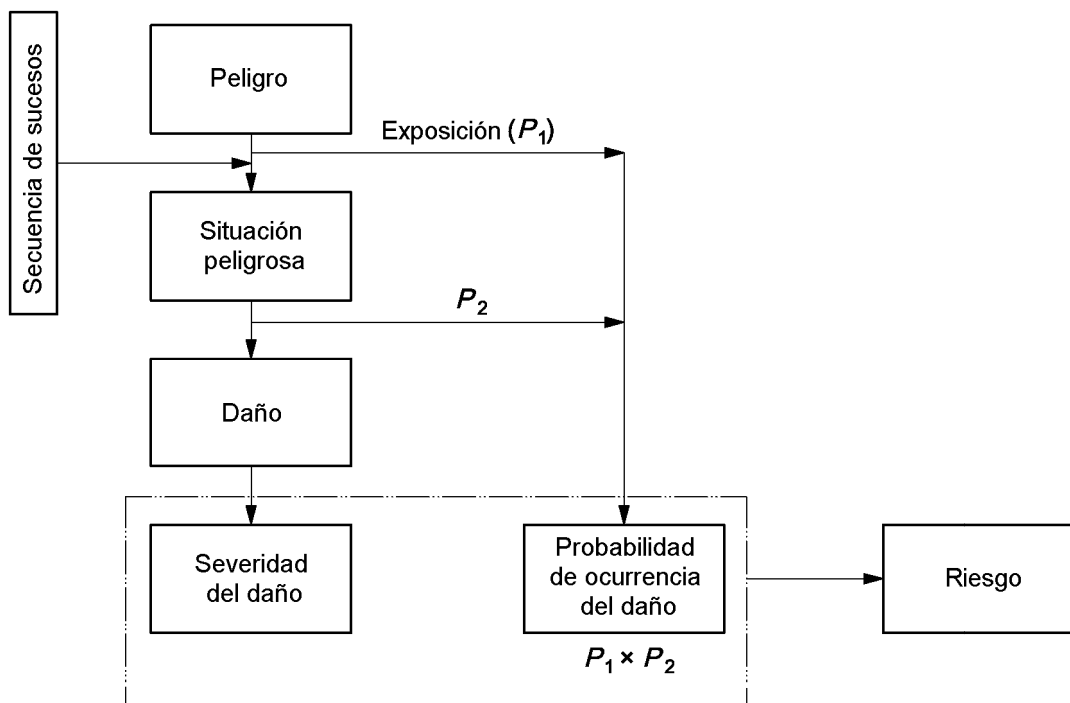 Secuencia de sucesos
Peligro
Exposición (P1)
Situación
peligrosa
P2
Daño
Severidad
del daño
Probabilidad
de ocurrencia
del daño
P1 × P2
Riesgo